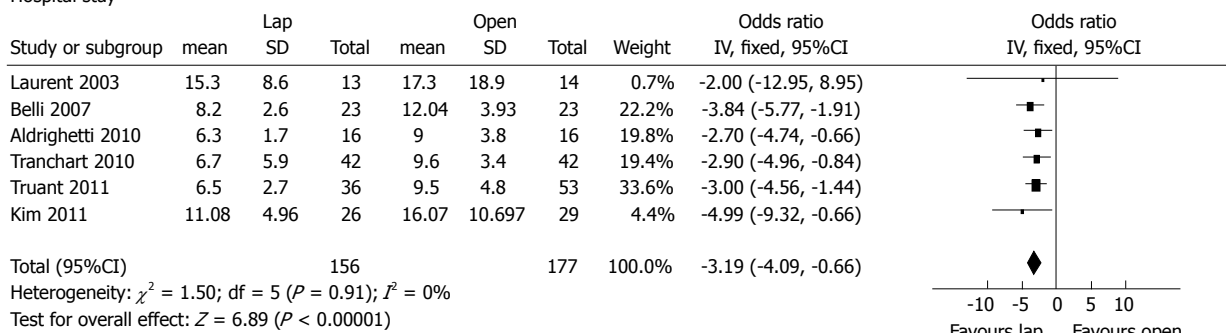 Hospital stay
Lap Open Odds ratio Odds ratio
Study or subgroup mean SD Total mean SD Total Weight IV, fixed, 95%CI IV, fixed, 95%CI
Laurent 2003 15.3 8.6 13 17.3 18.9 14 0.7% -2.00 (-12.95, 8.95)
Belli 2007 8.2 2.6 23 12.04 3.93 23 22.2% -3.84 (-5.77, -1.91)
Aldrighetti 2010 6.3 1.7 16 9 3.8 16 19.8% -2.70 (-4.74, -0.66)
Tranchart 2010 6.7 5.9 42 9.6 3.4 42 19.4% -2.90 (-4.96, -0.84)
Truant 2011 6.5 2.7 36 9.5 4.8 53 33.6% -3.00 (-4.56, -1.44)
Kim 2011 11.08 4.96 26 16.07 10.697 29 4.4% -4.99 (-9.32, -0.66)
Total (95%CI) 156 177 100.0% -3.19 (-4.09, -0.66)
Heterogeneity: χ² = 1.50; df = 5 (P = 0.91); I² = 0%
Test for overall effect: Z = 6.89 (P < 0.00001)
-10 -5 0 5 10
Favours lap Favours open